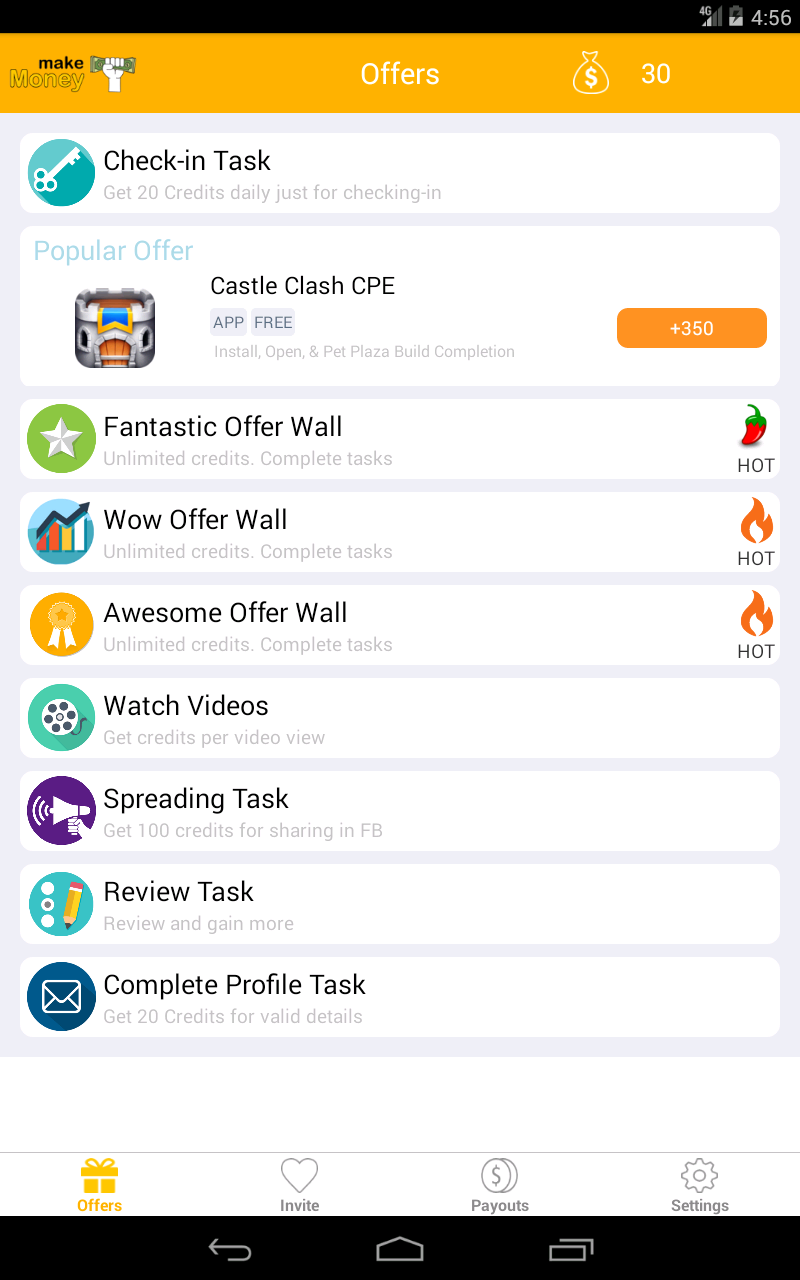 4G 4:56
make
Money
Offers
30
Check-in Task
Get 20 Credits daily just for checking-in
Popular Offer
Castle Clash CPE
APP FREE
+350
Install, Open, & Pet Plaza Build Completion
Fantastic Offer Wall
Unlimited credits. Complete tasks
HOT
Wow Offer Wall
Unlimited credits. Complete tasks
HOT
Awesome Offer Wall
Unlimited credits. Complete tasks
HOT
Watch Videos
Get credits per video view
Spreading Task
Get 100 credits for sharing in FB
Review Task
Review and gain more
Complete Profile Task
Get 20 Credits for valid details
Offers
Invite
Payouts
Settings